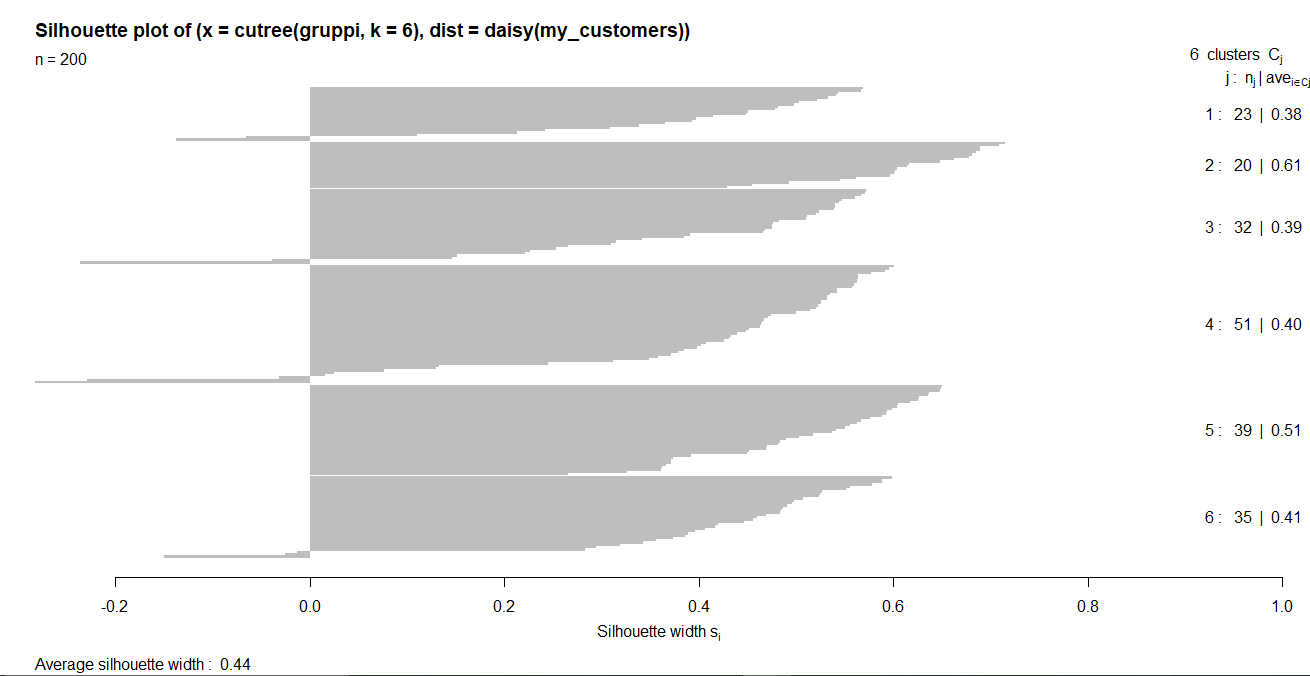 Silhouette plot of (x = cutree(gruppi, k = 6), dist = daisy(my_customers))
n = 200
6 clusters Cj
j : nj | avei∈Cj
1 : 23 | 0.38
2 : 20 | 0.61
3 : 32 | 0.39
4 : 51 | 0.40
5 : 39 | 0.51
6 : 35 | 0.41
-0.2 0.0 0.2 0.4 0.6 0.8 1.0
Silhouette width si
Average silhouette width : 0.44